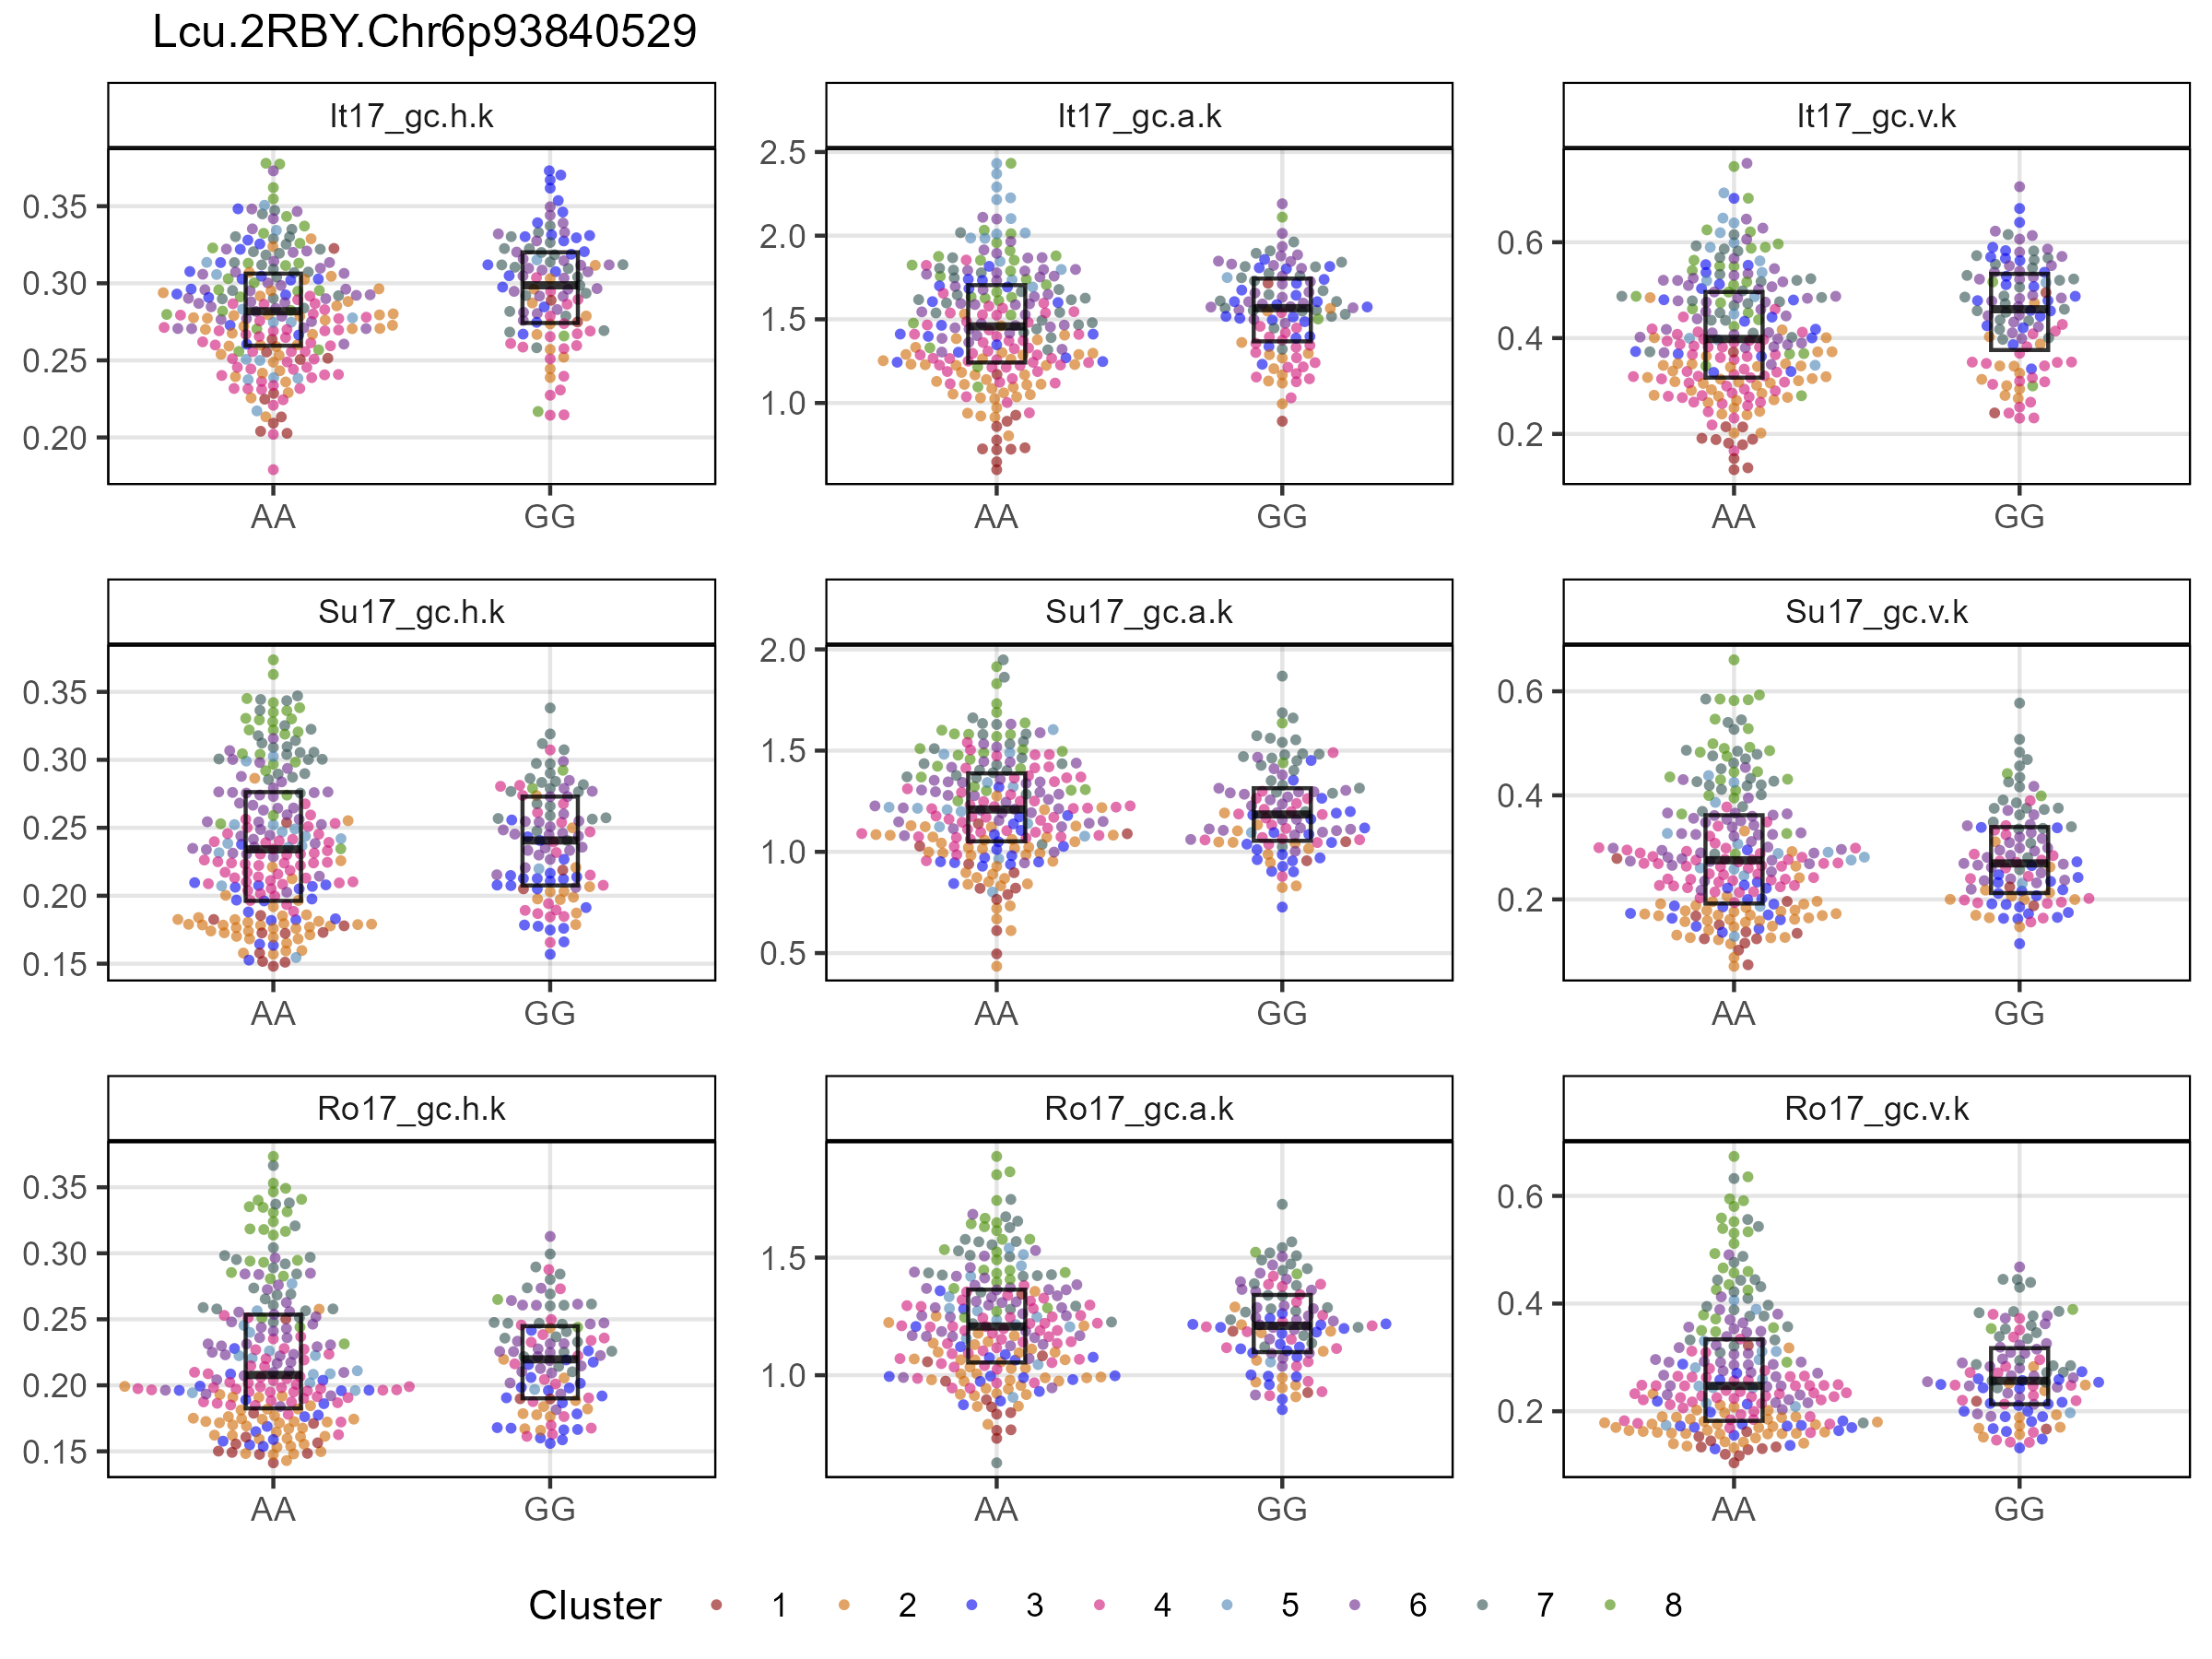 Lcu.2RBY.Chr6p93840529
It17_gc.h.k
It17_gc.a.k
It17_gc.v.k
0.35
0.30
0.25
0.20
AA GG
2.5
2.0
1.5
1.0
AA GG
0.6
0.4
0.2
AA GG
Su17_gc.h.k
Su17_gc.a.k
Su17_gc.v.k
0.35
0.30
0.25
0.20
0.15
AA GG
2.0
1.5
1.0
0.5
AA GG
0.6
0.4
0.2
AA GG
Ro17_gc.h.k
Ro17_gc.a.k
Ro17_gc.v.k
0.35
0.30
0.25
0.20
0.15
AA GG
1.5
1.0
AA GG
0.6
0.4
0.2
AA GG
Cluster 1 2 3 4 5 6 7 8